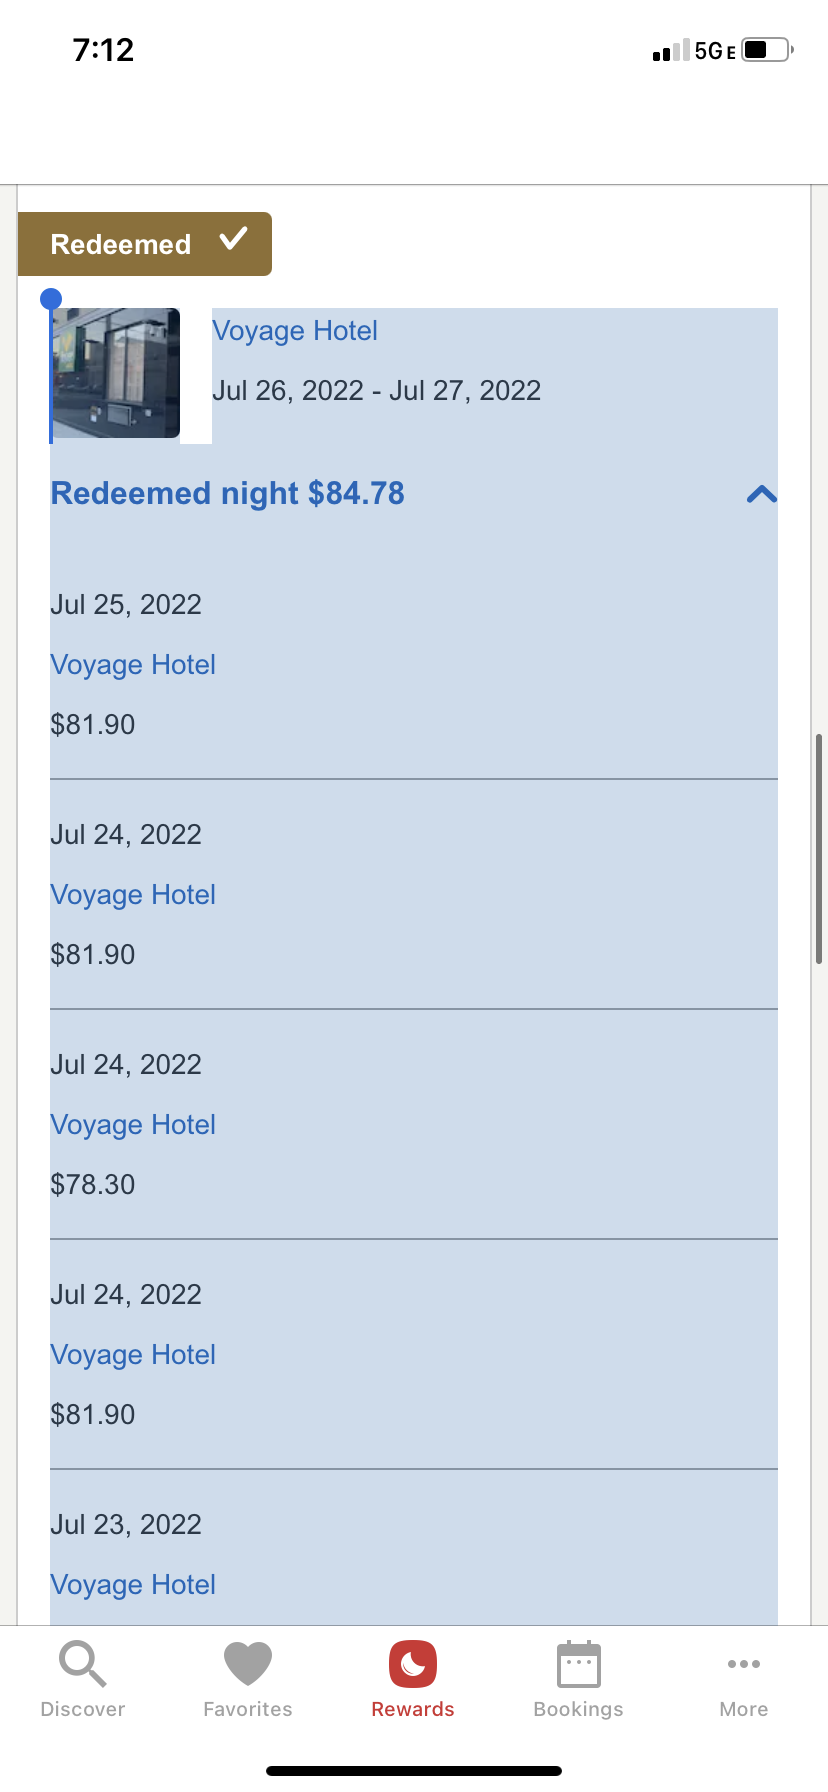 7:12
5G E
Redeemed
Voyage Hotel
Jul 26, 2022 - Jul 27, 2022
Redeemed night $84.78
Jul 25, 2022
Voyage Hotel
$81.90
Jul 24, 2022
Voyage Hotel
$81.90
Jul 24, 2022
Voyage Hotel
$78.30
Jul 24, 2022
Voyage Hotel
$81.90
Jul 23, 2022
Voyage Hotel
Discover
Favorites
Rewards
Bookings
More